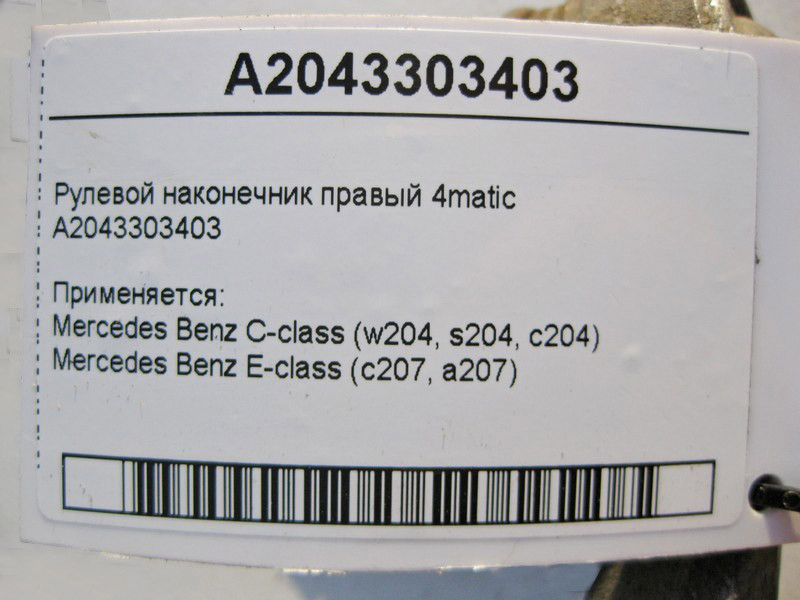 A2043303403
Рулевой наконечник правый 4matic
A2043303403
Применяется:
Mercedes Benz C-class (w204, s204, c204)
Mercedes Benz E-class (c207, a207)